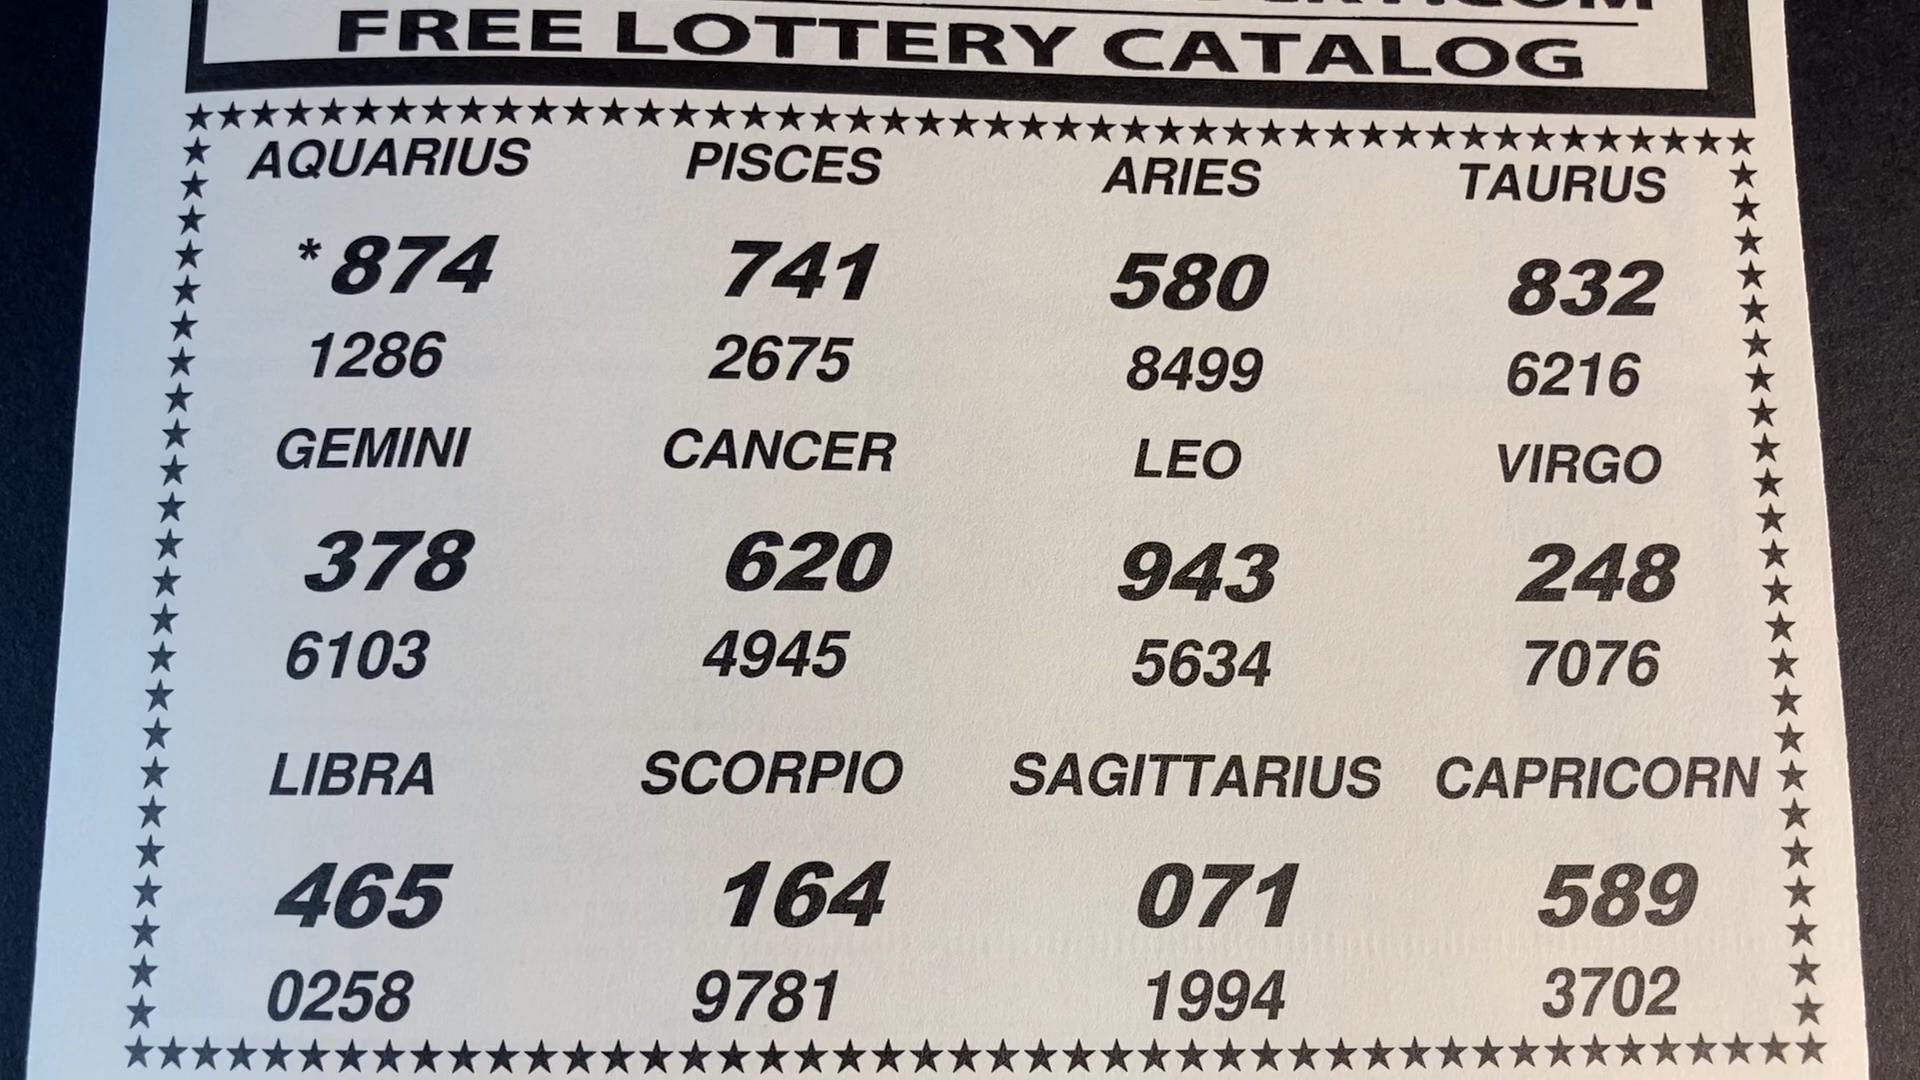 FREE LOTTERY CATALOG
AQUARIUS PISCES ARIES TAURUS
*874 741 580 832
1286 2675 8499 6216
GEMINI CANCER LEO VIRGO
378 620 943 248
6103 4945 5634 7076
LIBRA SCORPIO SAGITTARIUS CAPRICORN
465 164 071 589
0258 9781 1994 3702